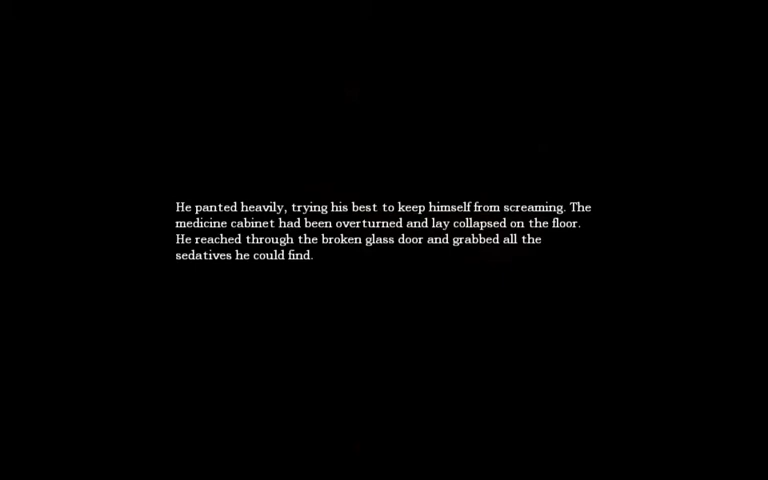 He panted heavily, trying his best to keep himself from screaming. The
medicine cabinet had been overturned and lay collapsed on the floor.
He reached through the broken glass door and grabbed all the
sedatives he could find.